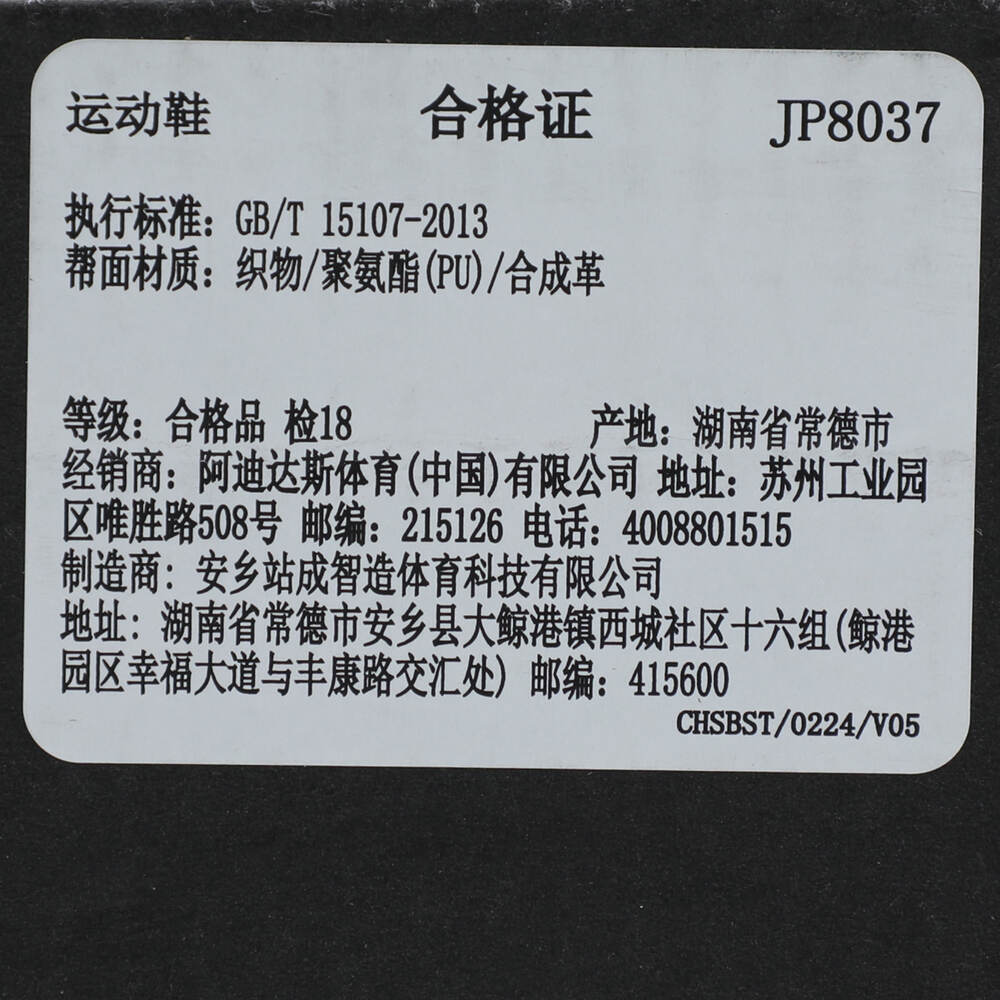 运动鞋 合格证 JP8037
执行标准：GB/T 15107-2013
帮面材质：织物/聚氨酯(PU)/合成革
等级：合格品 检18 产地：湖南省常德市
经销商：阿迪达斯体育(中国)有限公司 地址：苏州工业园
区唯胜路508号 邮编：215126 电话：4008801515
制造商：安乡站成智造体育科技有限公司
地址：湖南省常德市安乡县大鲸港镇西城社区十六组(鲸港
园区幸福大道与丰康路交汇处) 邮编：415600
CHSBST/0224/V05